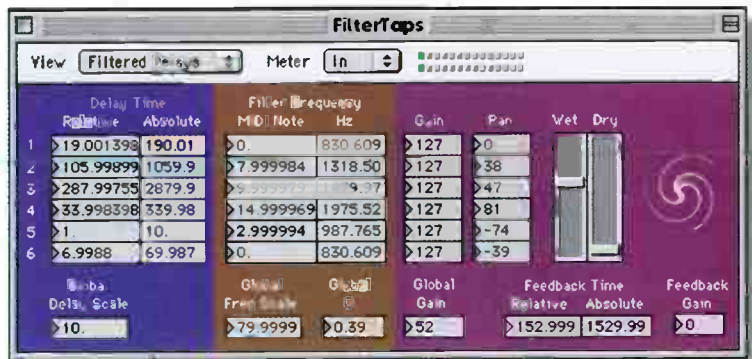 FilterTaps
View Filtered Delays Meter In
Delay Time Filter Frequency
Relative Absolute MIDI Note Hz Gain Pan Wet Dry
1 19.001398 190.01 0. 830.609 127 0
2 105.99899 1059.9 7.999984 1318.50 127 38
3 287.99755 2879.9 127 47
4 33.998398 339.98 14.999969 1975.52 127 81
5 1. 10. 2.999994 987.765 127 -74
6 6.9988 69.987 0. 830.609 127 -39
Global Global Global Global Feedback Time Feedback
Delay Scale Freq Scale Gain Relative Absolute Gain
10. 79.9999 0.39 52 152.999 1529.99 0.